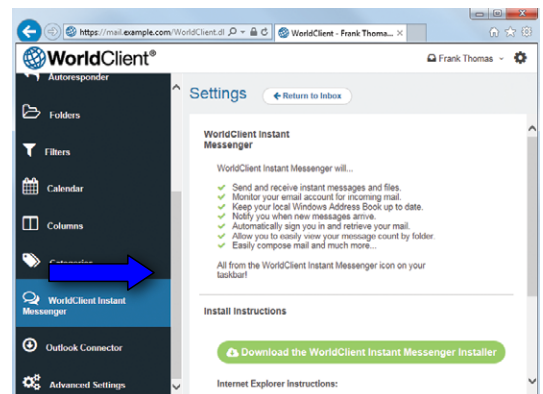 https://mail.example.com/WorldClient.dl
WorldClient - Frank Thoma...
WorldClient®
Frank Thomas
Autoresponder
Settings
Return to Inbox
Folders
Filters
Calendar
Columns
Categories
WorldClient Instant
Messenger
Outlook Connector
Advanced Settings
WorldClient Instant
Messenger
WorldClient Instant Messenger will...
Send and receive instant messages and files.
Monitor your email account for incoming mail.
Keep your local Windows Address Book up to date.
Notify you when new messages arrive.
Automatically sign you in and retrieve your mail.
Allow you to easily view your message count by folder.
Easily compose mail and much more...
All from the WorldClient Instant Messenger icon on your
taskbar!
Install Instructions
Download the WorldClient Instant Messenger Installer
Internet Explorer Instructions: